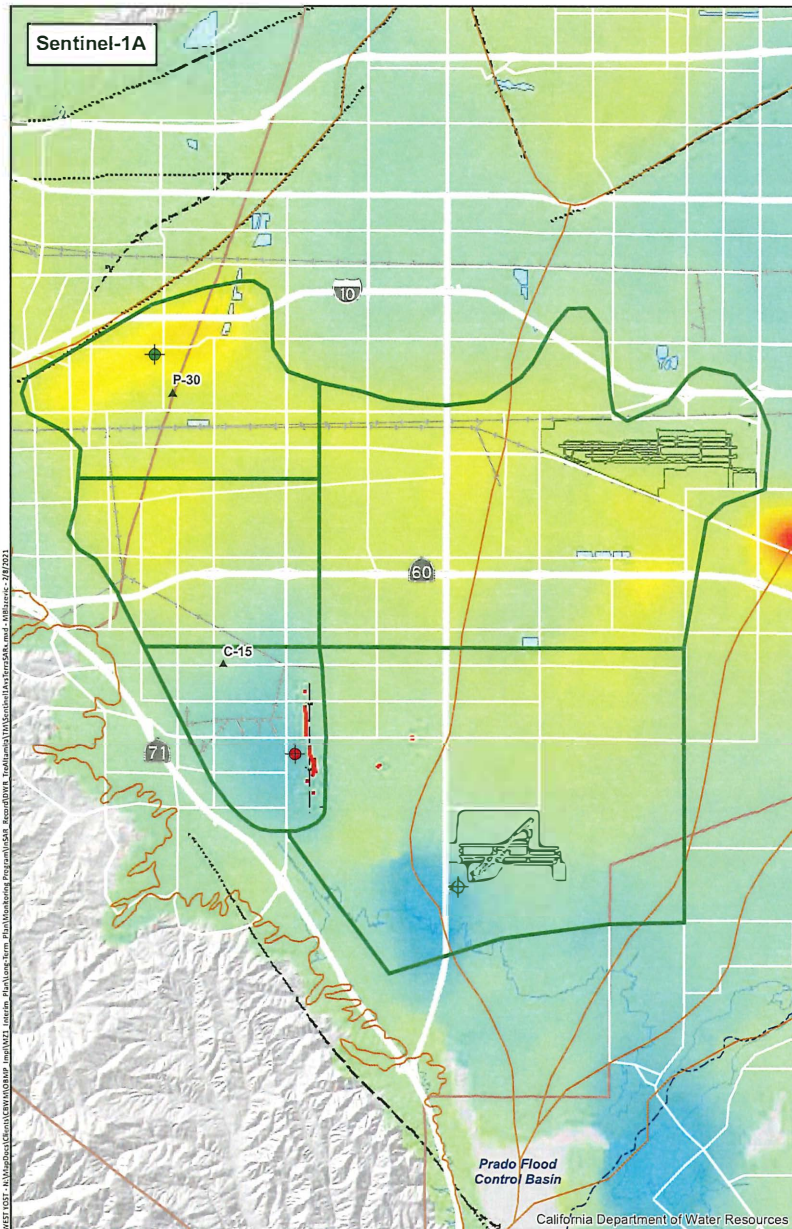 Sentinel-1A
10
P-30
60
C-15
71
Prado Flood
Control Basin
California Department of Water Resources